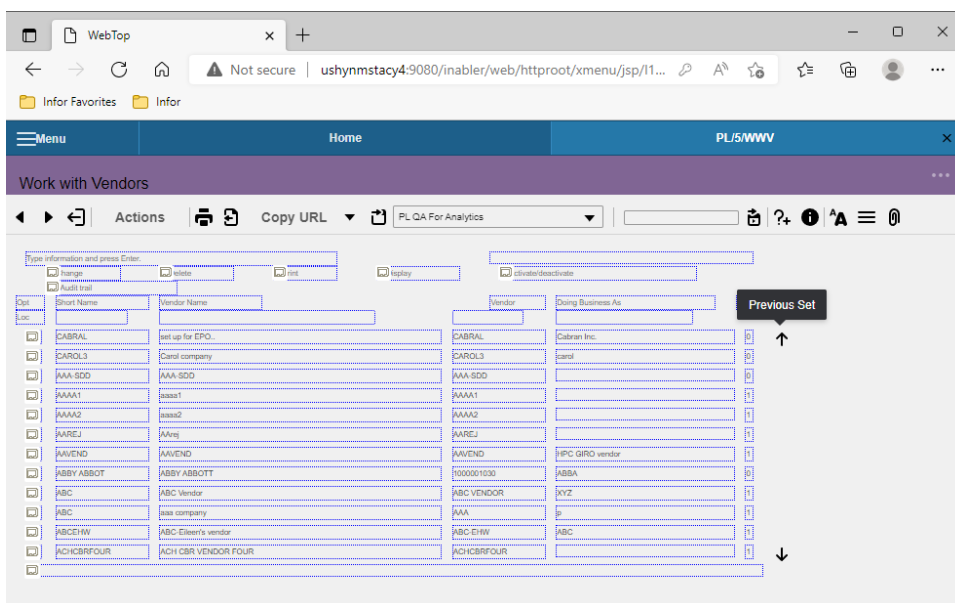 WebTop
Not secure ushynmstacy4:9080/inabler/web/httproot/xmenu/jsp/l1...
Infor Favorites Infor
Menu Home PL/5/WWV
Work with Vendors
Actions Copy URL PL QA For Analytics
Type information and press Enter.
hange elete rint isplay ctivate/deactivate
Audit trail
Opt Short Name Vendor Name Vendor Doing Business As Previous Set
Loc
CABRAL set up for EPO.. CABRAL Cabran Inc. 0
CAROL3 Carol company CAROL3 carol 0
AAA-SDD AAA-SDD AAA-SDD 0
AAAA1 aaaa1 AAAA1 1
AAAA2 aaaa2 AAAA2 1
AAREJ AArej AAREJ 1
AAVEND AAVEND AAVEND HPC GIRO vendor 1
ABBY ABBOT ABBY ABBOTT 1000001030 ABBA 0
ABC ABC Vendor ABC VENDOR XYZ 1
ABC aaa company AAA p 1
ABCEHW ABC-Eileen's vendor ABC-EHW ABC 1
ACHCBRFOUR ACH CBR VENDOR FOUR ACHCBRFOUR 1